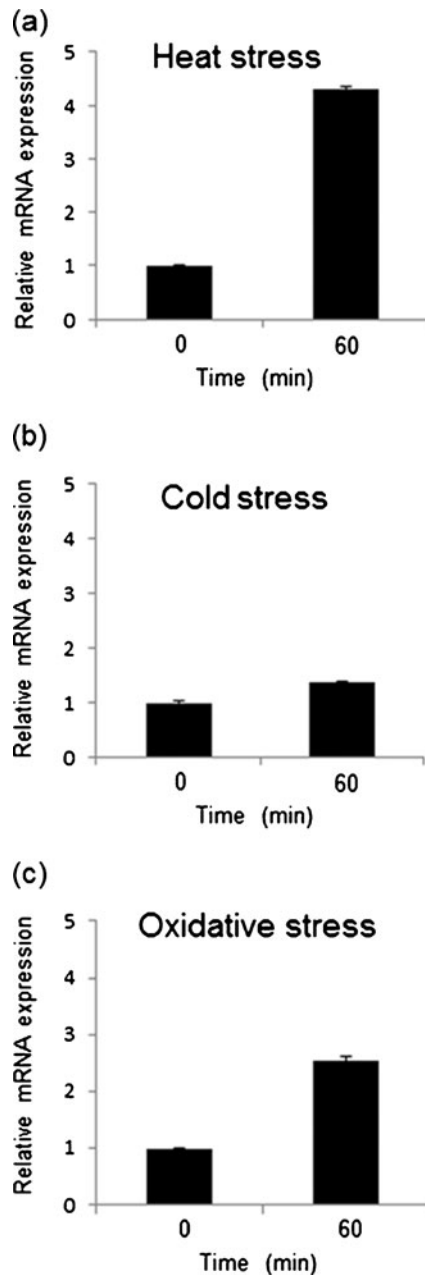 (a)
Heat stress
Relative mRNA expression
5
4
3
2
1
0
0 60
Time (min)
(b)
Cold stress
Relative mRNA expression
5
4
3
2
1
0
0 60
Time (min)
(c)
Oxidative stress
Relative mRNA expression
5
4
3
2
1
0
0 60
Time (min)